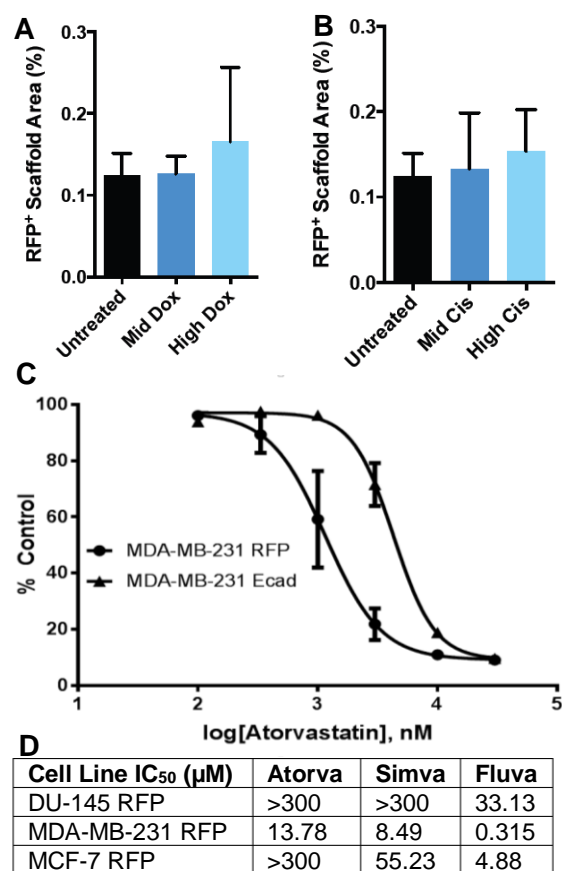 A
B
RFP+ Scaffold Area (%)
0.3
0.2
0.1
0.0
Untreated
Mid Dox
High Dox
RFP+ Scaffold Area (%)
0.3
0.2
0.1
0.0
Untreated
Mid Cis
High Cis
C
% Control
100
80
60
40
20
0
MDA-MB-231 RFP
MDA-MB-231 Ecad
1 2 3 4 5
log[Atorvastatin], nM
D
Cell Line IC50 (µM) Atorva Simva Fluva
DU-145 RFP >300 >300 33.13
MDA-MB-231 RFP 13.78 8.49 0.315
MCF-7 RFP >300 55.23 4.88